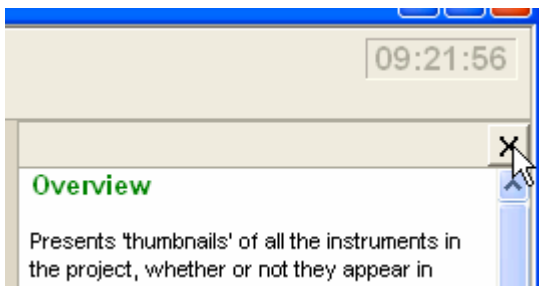 09:21:56
Overview
Presents 'thumbnails' of all the instruments in
the project, whether or not they appear in